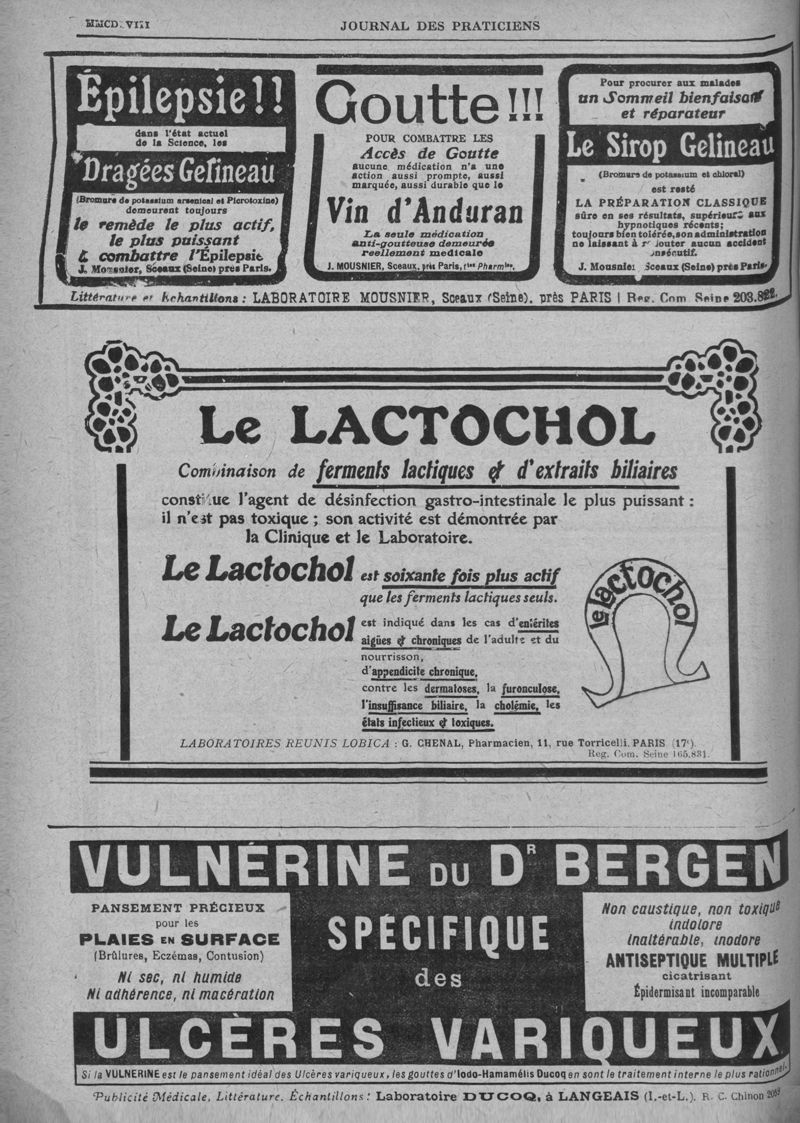 JOURNAL DES PRATICIENS
Épilepsie!!
dans l'état actuel
de la Science, les
Dragées Gelineau
(Bromure de potassium arsenical et Picrotoxine)
demeurent toujours
le remède le plus actif,
le plus puissant
combattre l'Épilepsie
J. Mousnier, Sceaux (Seine) près Paris.
Goutte!!!
POUR COMBATTRE LES
Accès de Goutte
aucune médication n'a une
action aussi prompte, aussi
marquée, aussi durable que le
Vin d'Anduran
La seule médication
anti-goutteuse demeurée
reellement medicale
J. MOUSNIER, Sceaux, près Paris, 1res Pharmies.
Pour procurer aux malades
un Sommeil bienfaisant
et réparateur
Le Sirop Gelineau
(Bromure de potassium et chloral)
est resté
LA PRÉPARATION CLASSIQUE
sûre en ses résultats, supérieure aux
hypnotiques récents;
toujours bien tolérée, son administration
ne laissant à redouter aucun accident
consécutif.
J. Mousnier Sceaux (Seine) près Paris.
Littérature et Echantillons : LABORATOIRE MOUSNIER, Sceaux (Seine), près PARIS | Reg. Com Seine 203.822.
Le LACTOCHOL
Combinaison de ferments lactiques & d'extraits biliaires
constitue l'agent de désinfection gastro-intestinale le plus puissant :
il n'est pas toxique ; son activité est démontrée par
la Clinique et le Laboratoire.
Le Lactochol est soixante fois plus actif
que les ferments lactiques seuls.
Le Lactochol est indiqué dans les cas d'entérites
aigües & chroniques de l'adulte et du
nourrisson,
d'appendicite chronique,
contre les dermatoses, la furonculose,
l'insuffisance biliaire, la cholémie, les
états infectieux & toxiques.
le lactochol
LABORATOIRES REUNIS LOBICA : G. CHENAL, Pharmacien, 11, rue Torricelli, PARIS (17e).
Reg. Com. Seine 165.831.
VULNÉRINE DU Dr BERGEN
PANSEMENT PRÉCIEUX
pour les
PLAIES EN SURFACE
(Brûlures, Eczémas, Contusion)
Ni sec, ni humide
Ni adhérence, ni macération
SPÉCIFIQUE
des
Non caustique, non toxique
indolore
Inaltérable, inodore
ANTISEPTIQUE MULTIPLE
cicatrisant
Épidermisant incomparable
ULCÈRES VARIQUEUX
Si la VULNERINE est le pansement idéal des Ulcères variqueux, les gouttes d'Iodo-Hamamélis Ducoq en sont le traitement interne le plus rationnel.
Publicité Médicale, Littérature. Échantillons : Laboratoire DUCOQ, à LANGEAIS (I.-et-L.). R. C. Chinon